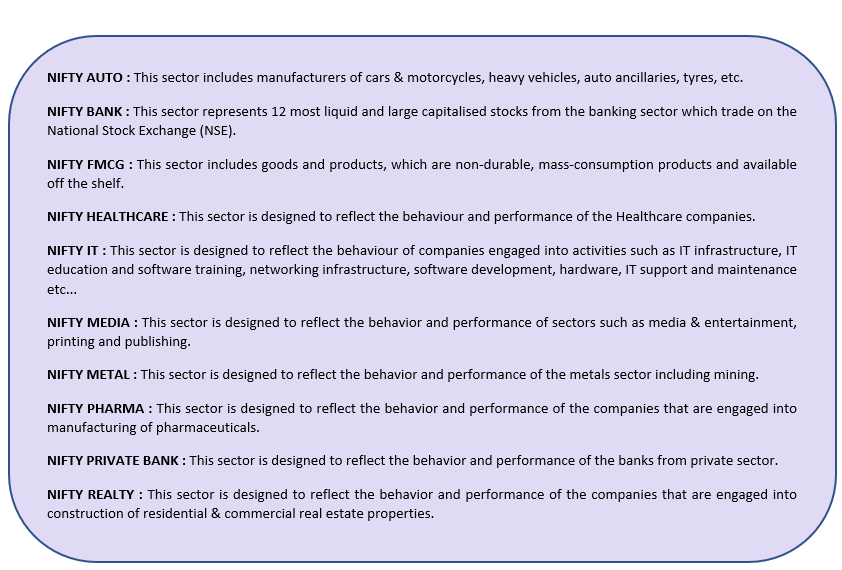 NIFTY AUTO : This sector includes manufacturers of cars & motorcycles, heavy vehicles, auto ancillaries, tyres, etc.
NIFTY BANK : This sector represents 12 most liquid and large capitalised stocks from the banking sector which trade on the
National Stock Exchange (NSE).
NIFTY FMCG : This sector includes goods and products, which are non-durable, mass-consumption products and available
off the shelf.
NIFTY HEALTHCARE : This sector is designed to reflect the behaviour and performance of the Healthcare companies.
NIFTY IT : This sector is designed to reflect the behaviour of companies engaged into activities such as IT infrastructure, IT
education and software training, networking infrastructure, software development, hardware, IT support and maintenance
etc...
NIFTY MEDIA : This sector is designed to reflect the behavior and performance of sectors such as media & entertainment,
printing and publishing.
NIFTY METAL : This sector is designed to reflect the behavior and performance of the metals sector including mining.
NIFTY PHARMA : This sector is designed to reflect the behavior and performance of the companies that are engaged into
manufacturing of pharmaceuticals.
NIFTY PRIVATE BANK : This sector is designed to reflect the behavior and performance of the banks from private sector.
NIFTY REALTY : This sector is designed to reflect the behavior and performance of the companies that are engaged into
construction of residential & commercial real estate properties.